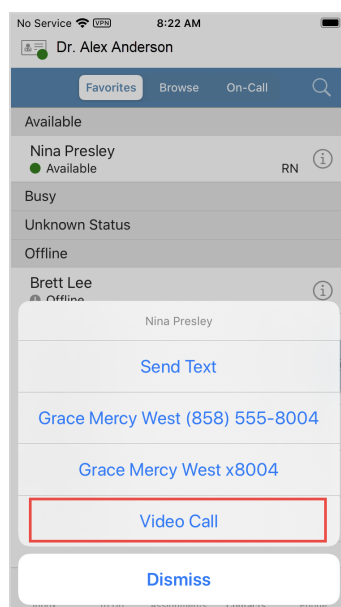 No Service VPN 8:22 AM
Dr. Alex Anderson
Favorites Browse On-Call
Available
Nina Presley
Available RN
Busy
Unknown Status
Offline
Brett Lee
Offline
Nina Presley
Send Text
Grace Mercy West (858) 555-8004
Grace Mercy West x8004
Video Call
Dismiss